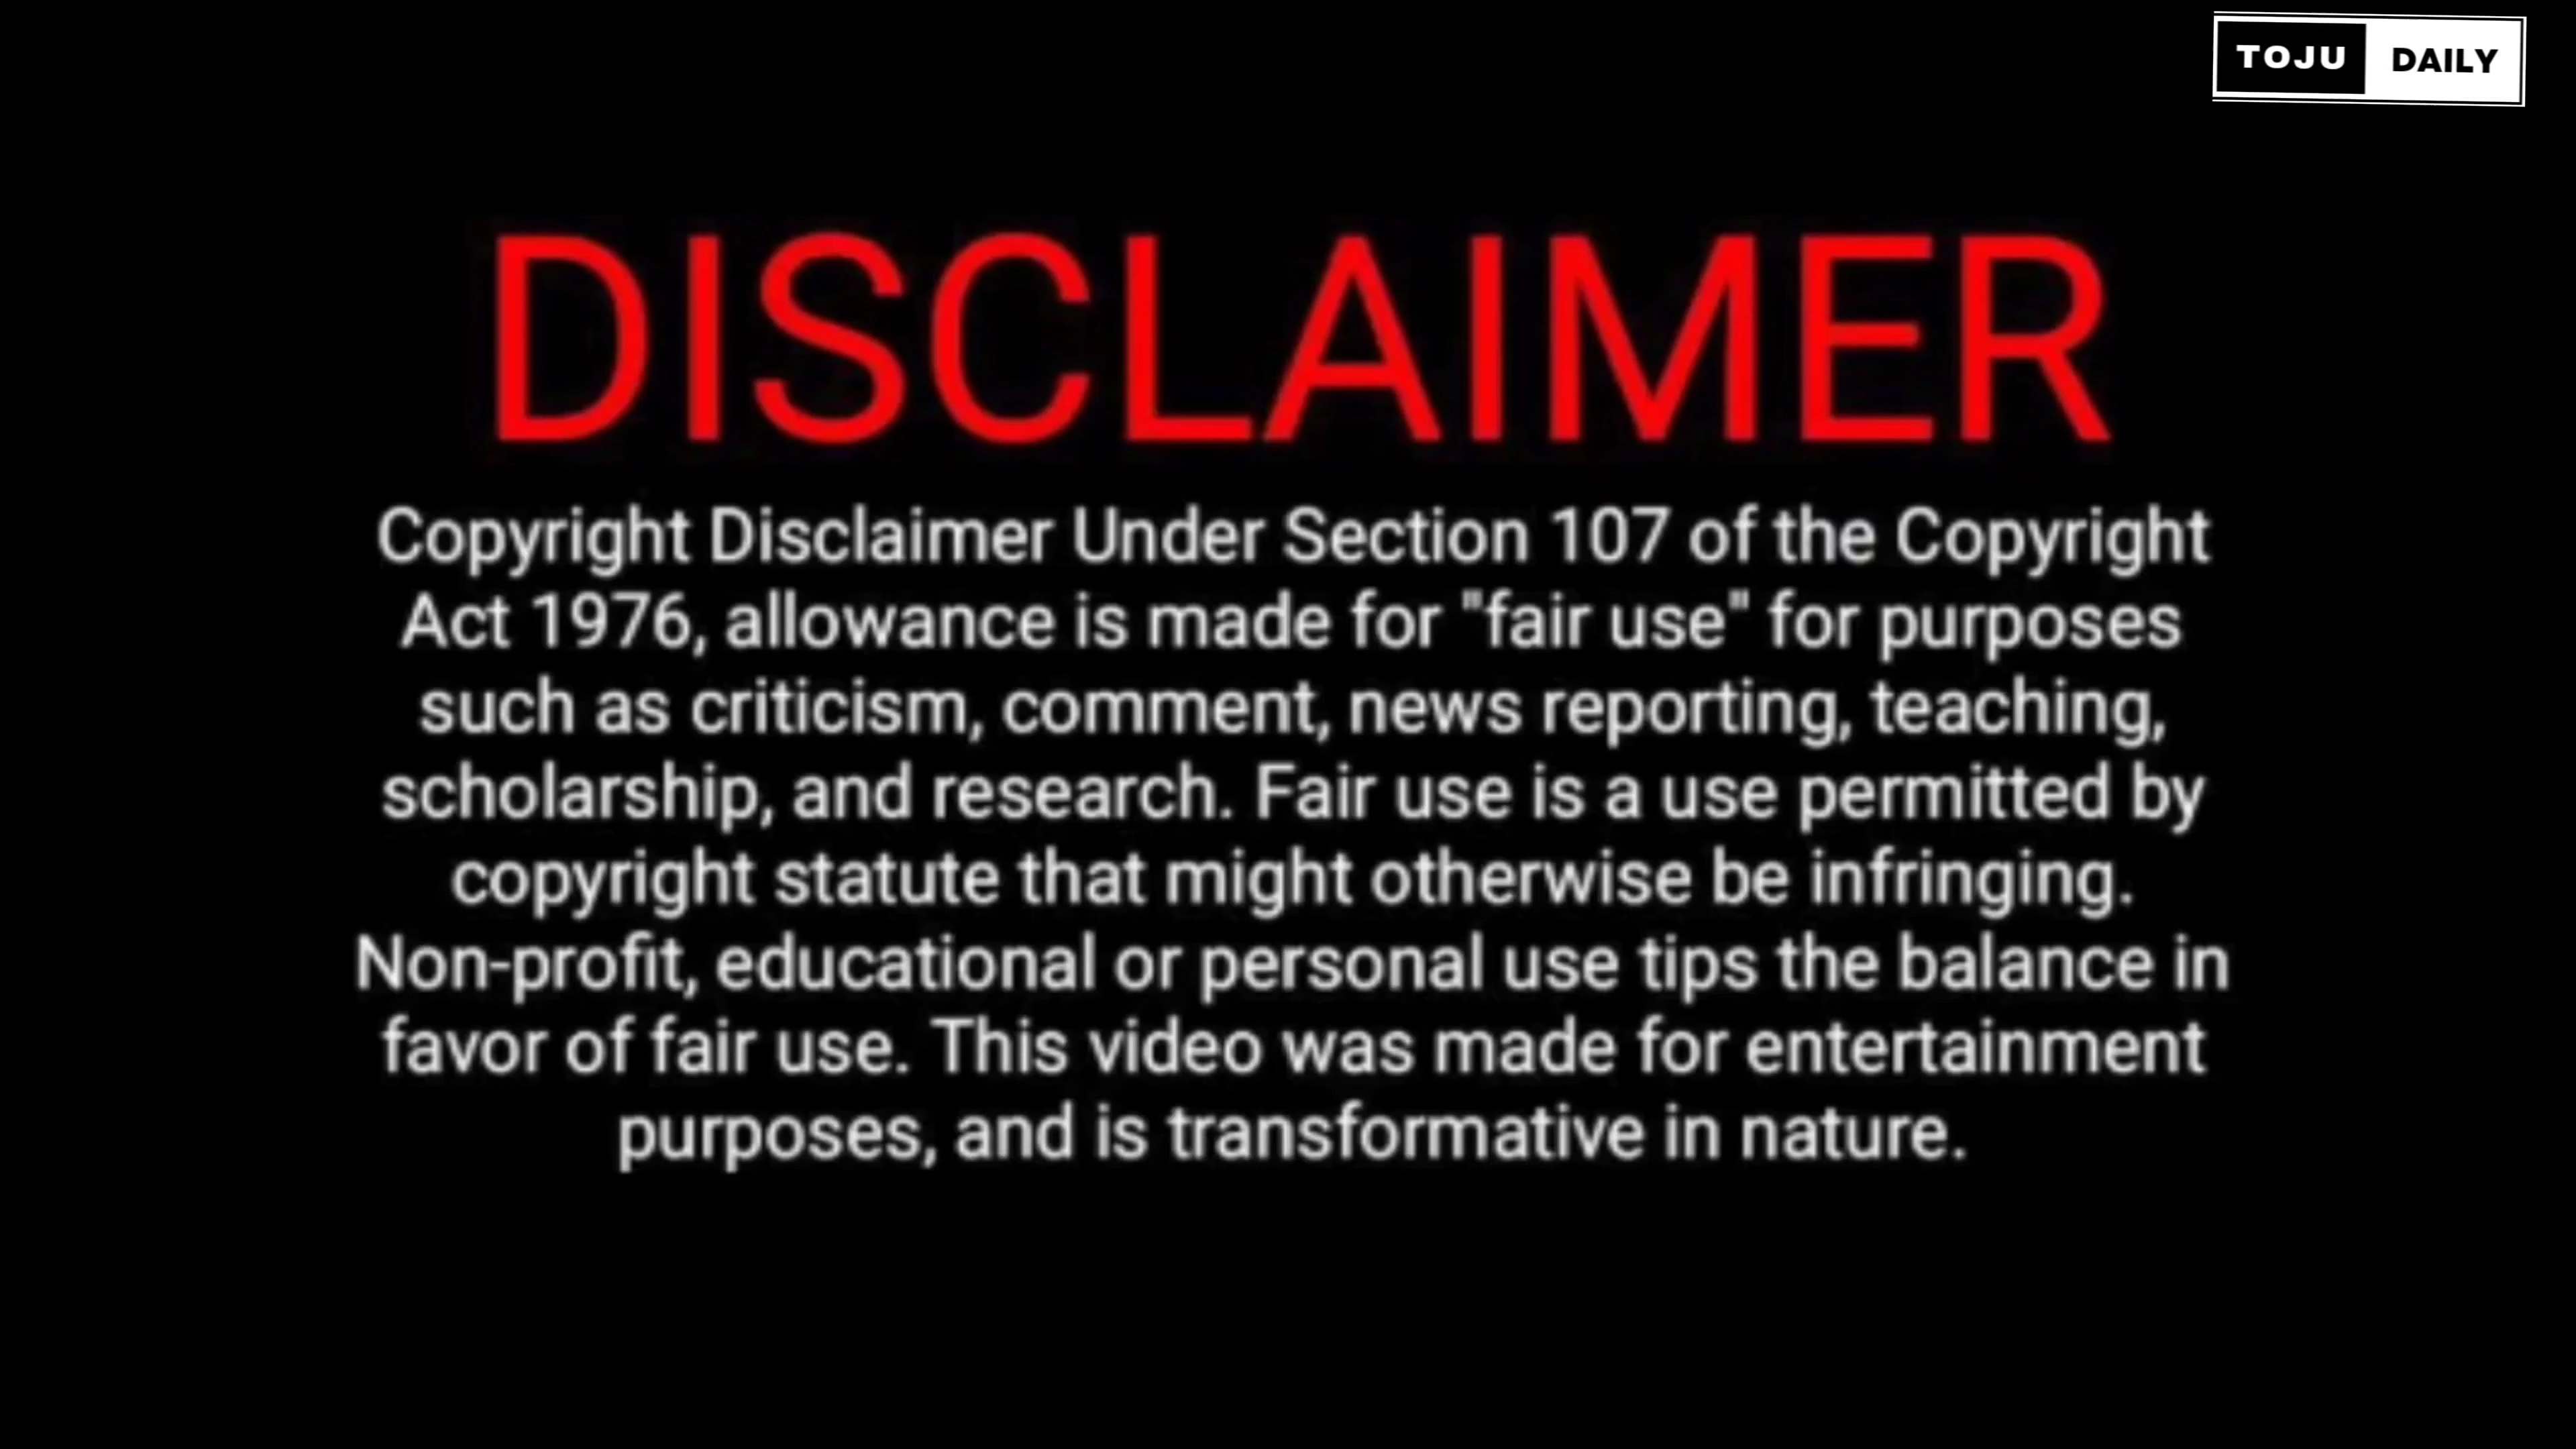 TOJU DAILY
DISCLAIMER
Copyright Disclaimer Under Section 107 of the Copyright
Act 1976, allowance is made for "fair use" for purposes
such as criticism, comment, news reporting, teaching,
scholarship, and research. Fair use is a use permitted by
copyright statute that might otherwise be infringing.
Non-profit, educational or personal use tips the balance in
favor of fair use. This video was made for entertainment
purposes, and is transformative in nature.